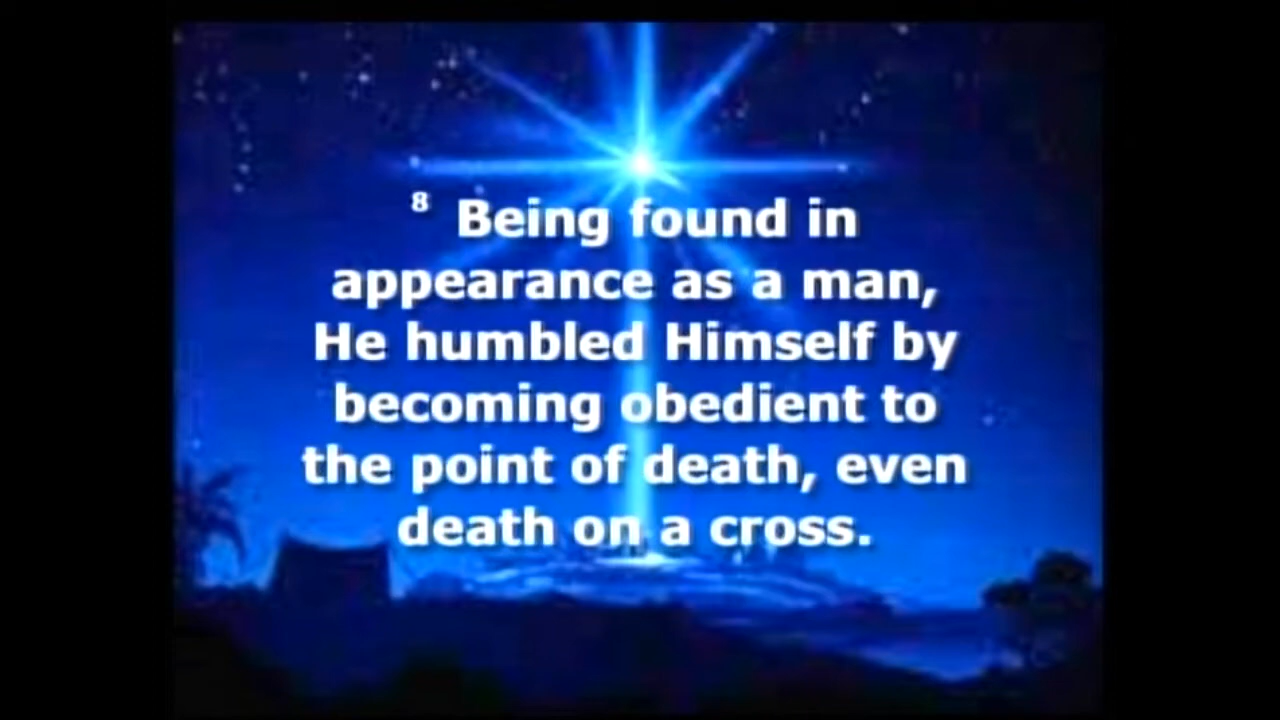 8 Being found in
appearance as a man,
He humbled Himself by
becoming obedient to
the point of death, even
death on a cross.